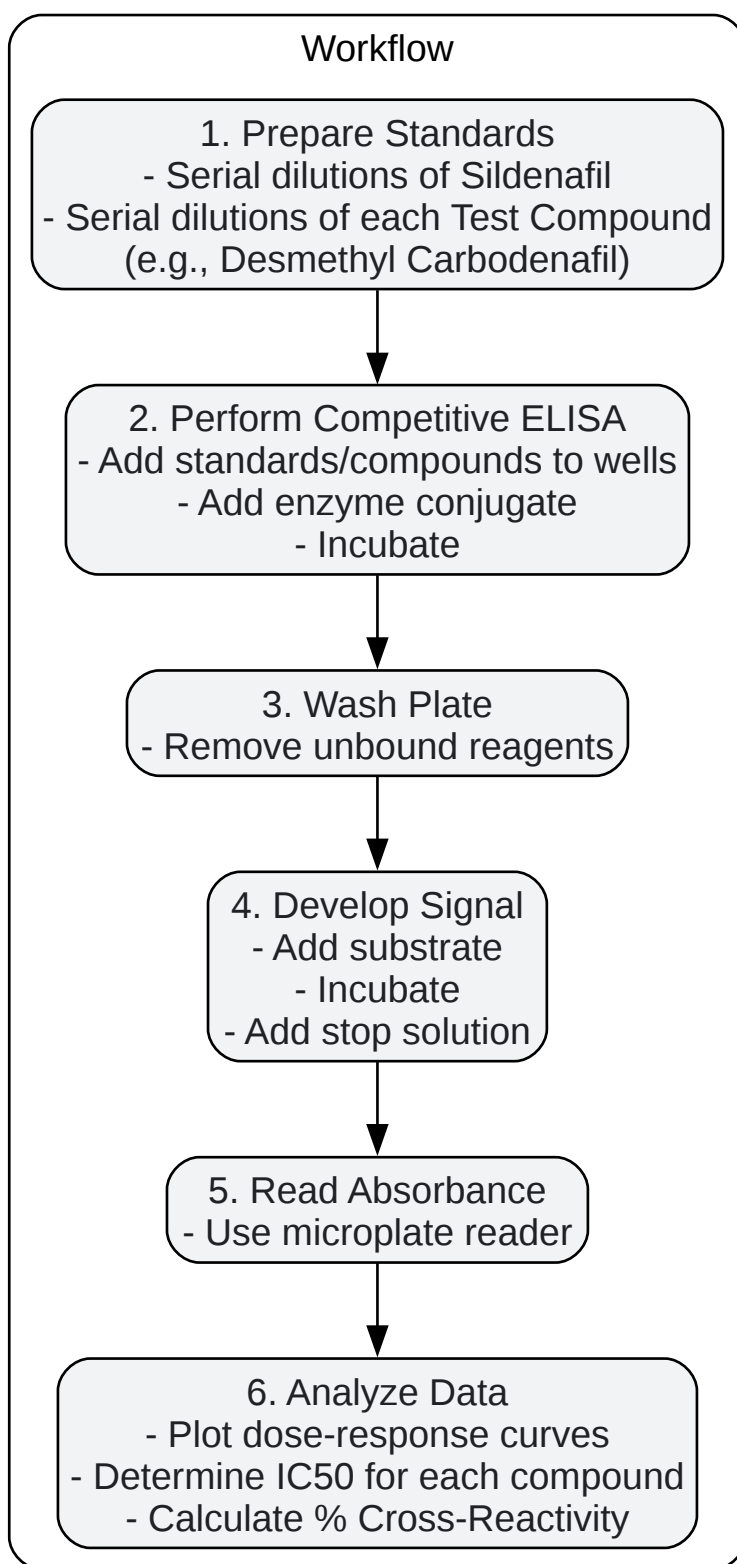 Workflow
1. Prepare Standards
- Serial dilutions of Sildenafil
- Serial dilutions of each Test Compound
(e.g., Desmethyl Carbodenafil)
2. Perform Competitive ELISA
- Add standards/compounds to wells
- Add enzyme conjugate
- Incubate
3. Wash Plate
- Remove unbound reagents
4. Develop Signal
- Add substrate
- Incubate
- Add stop solution
5. Read Absorbance
- Use microplate reader
6. Analyze Data
- Plot dose-response curves
- Determine IC50 for each compound
- Calculate % Cross-Reactivity